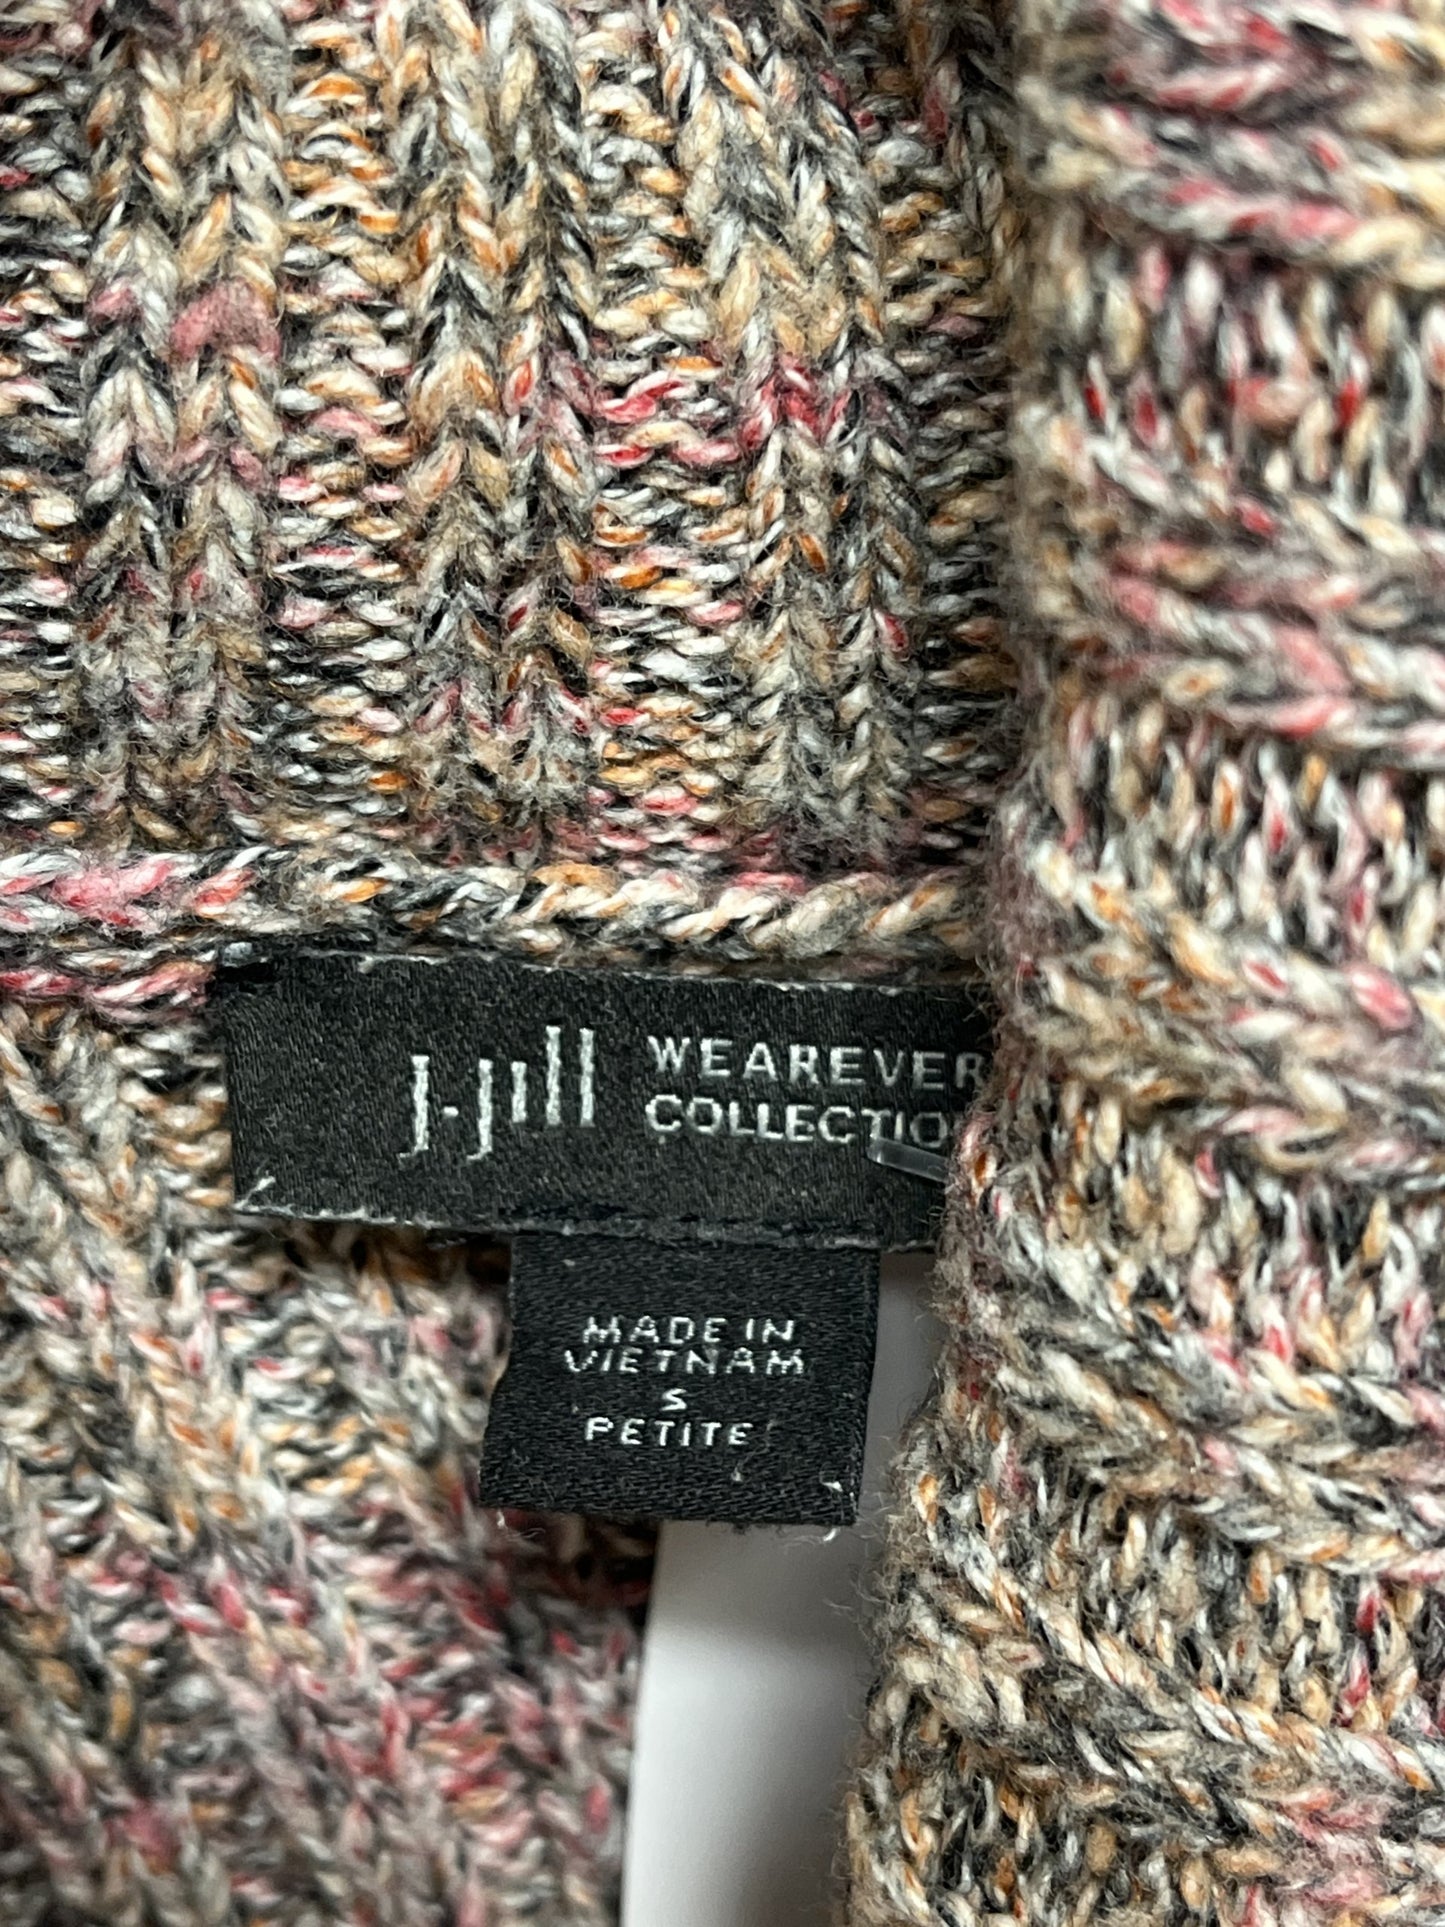 J.Jill WEAREVER
COLLECTIO
MADE IN
VIETNAM
S
PETITE